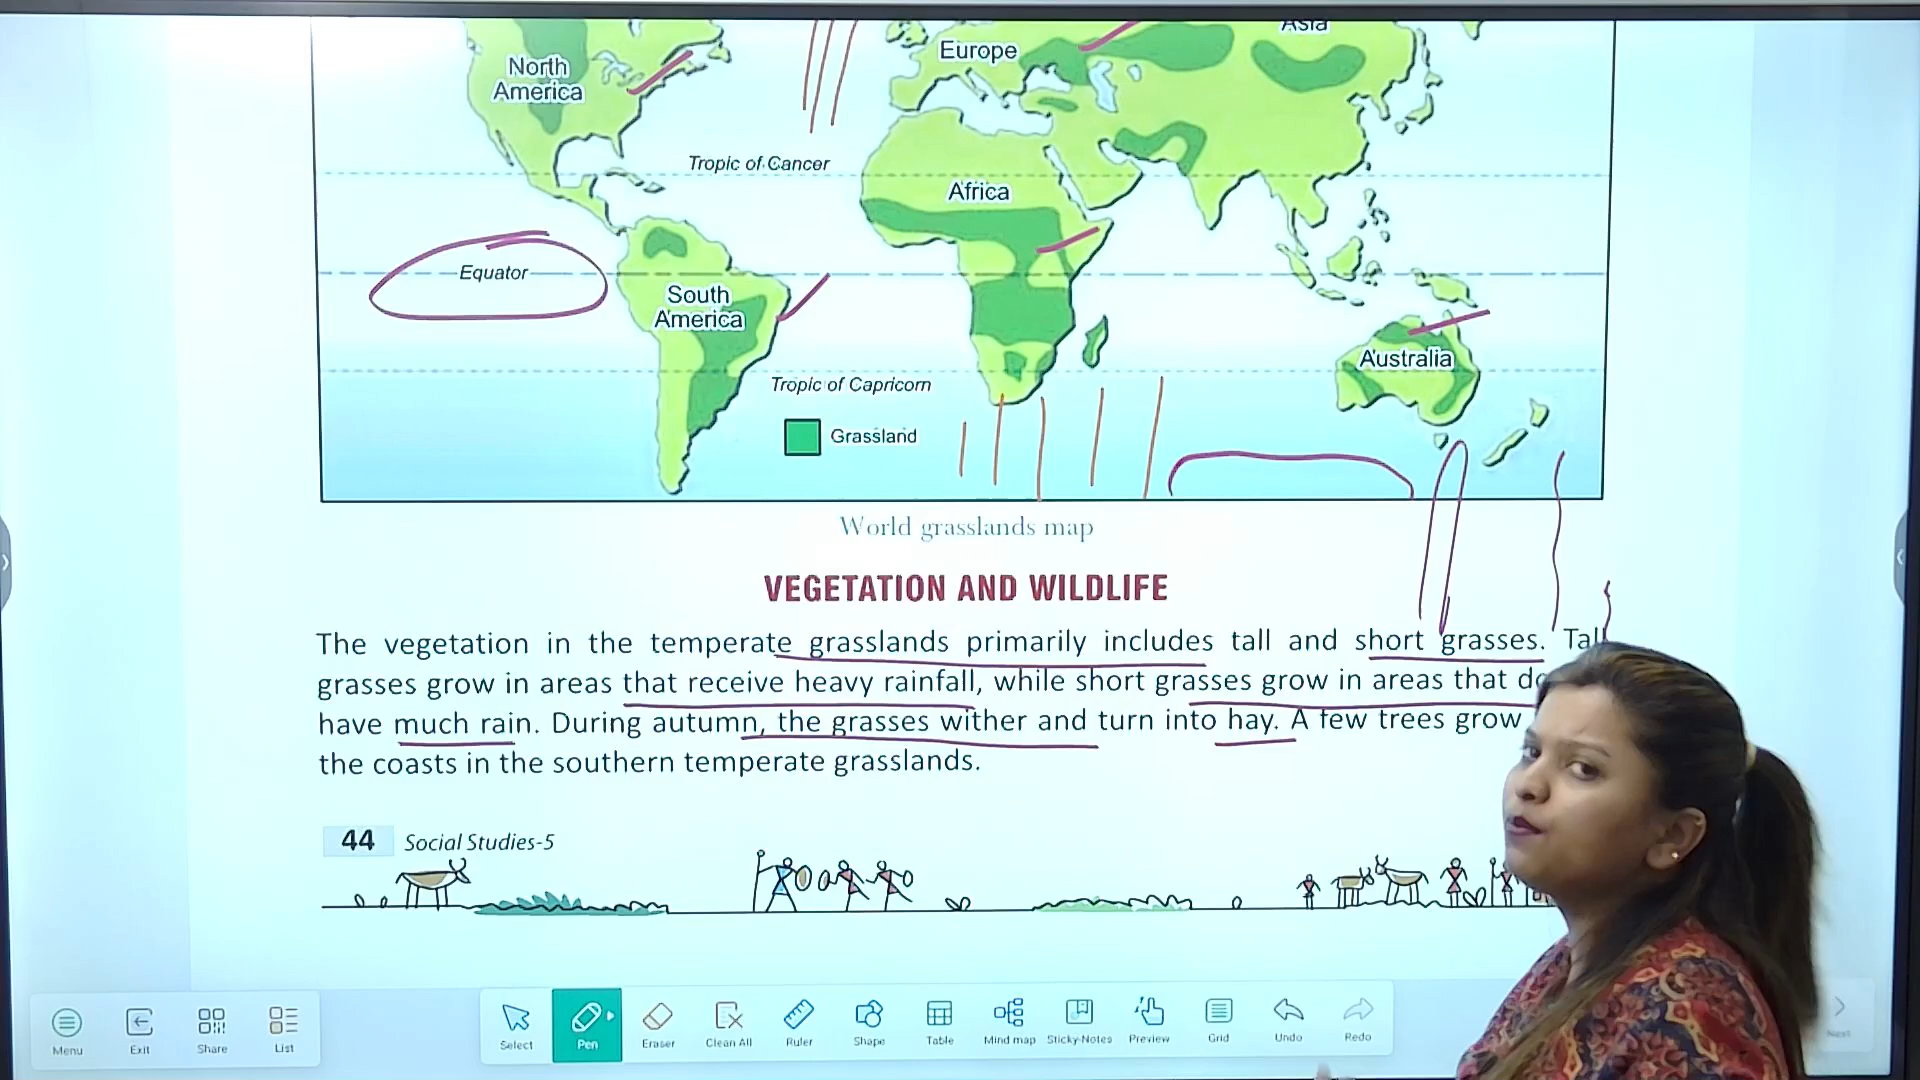 Asia
Europe
North
America
Tropic of Cancer
Africa
Equator
South
America
Australia
Tropic of Capricorn
Grassland
World grasslands map
VEGETATION AND WILDLIFE
The vegetation in the temperate grasslands primarily includes tall and short grasses. Tall
grasses grow in areas that receive heavy rainfall, while short grasses grow in areas that
have much rain. During autumn, the grasses wither and turn into hay. A few trees grow
the coasts in the southern temperate grasslands.
44 Social Studies-5
Menu Exit Share List Select Pen Eraser Clean All Ruler Shape Table Mind map Sticky-Notes Preview Grid Undo Redo Next